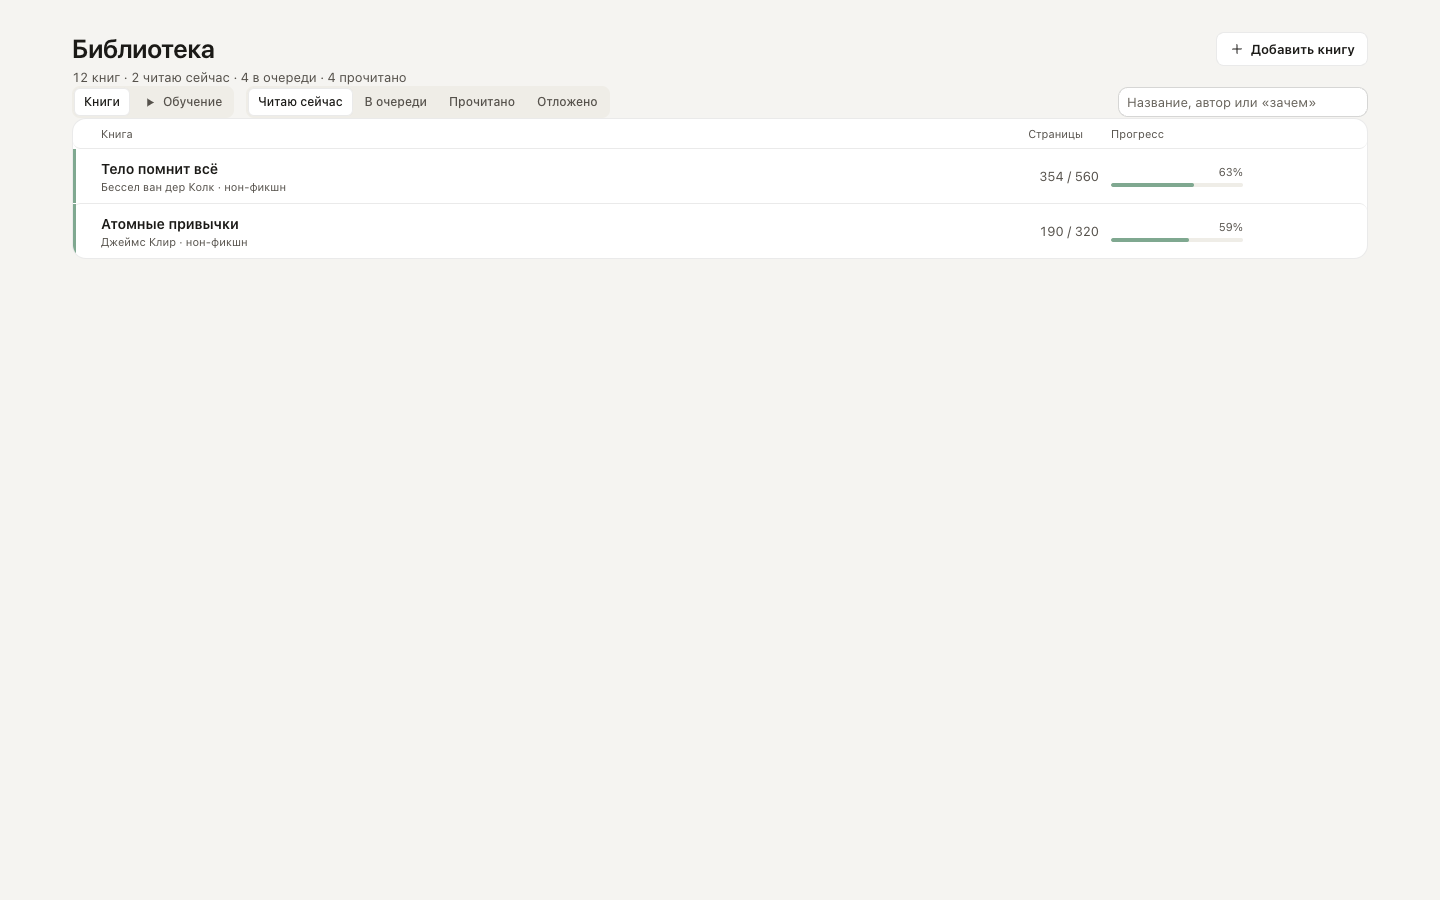 Библиотека
Добавить книгу
12 книг · 2 читаю сейчас · 4 в очереди · 4 прочитано
Книги Обучение Читаю сейчас В очереди Прочитано Отложено Название, автор или «зачем»
Книга Страницы Прогресс
Тело помнит всё
Бессел ван дер Колк · нон-фикшн
354 / 560 63%
Атомные привычки
Джеймс Клир · нон-фикшн
190 / 320 59%